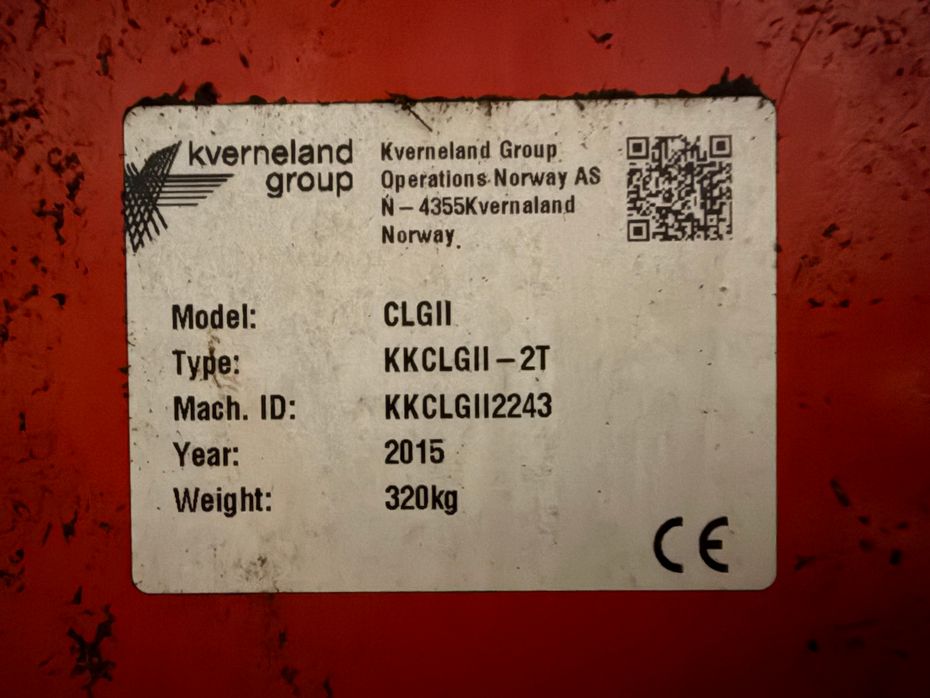 kverneland
group
Kverneland Group
Operations Norway AS
N-4355Kvernaland
Norway.
Model: CLGII
Type: KKCLGII-2T
Mach. ID: KKCLGII2243
Year: 2015
Weight: 320kg
CE